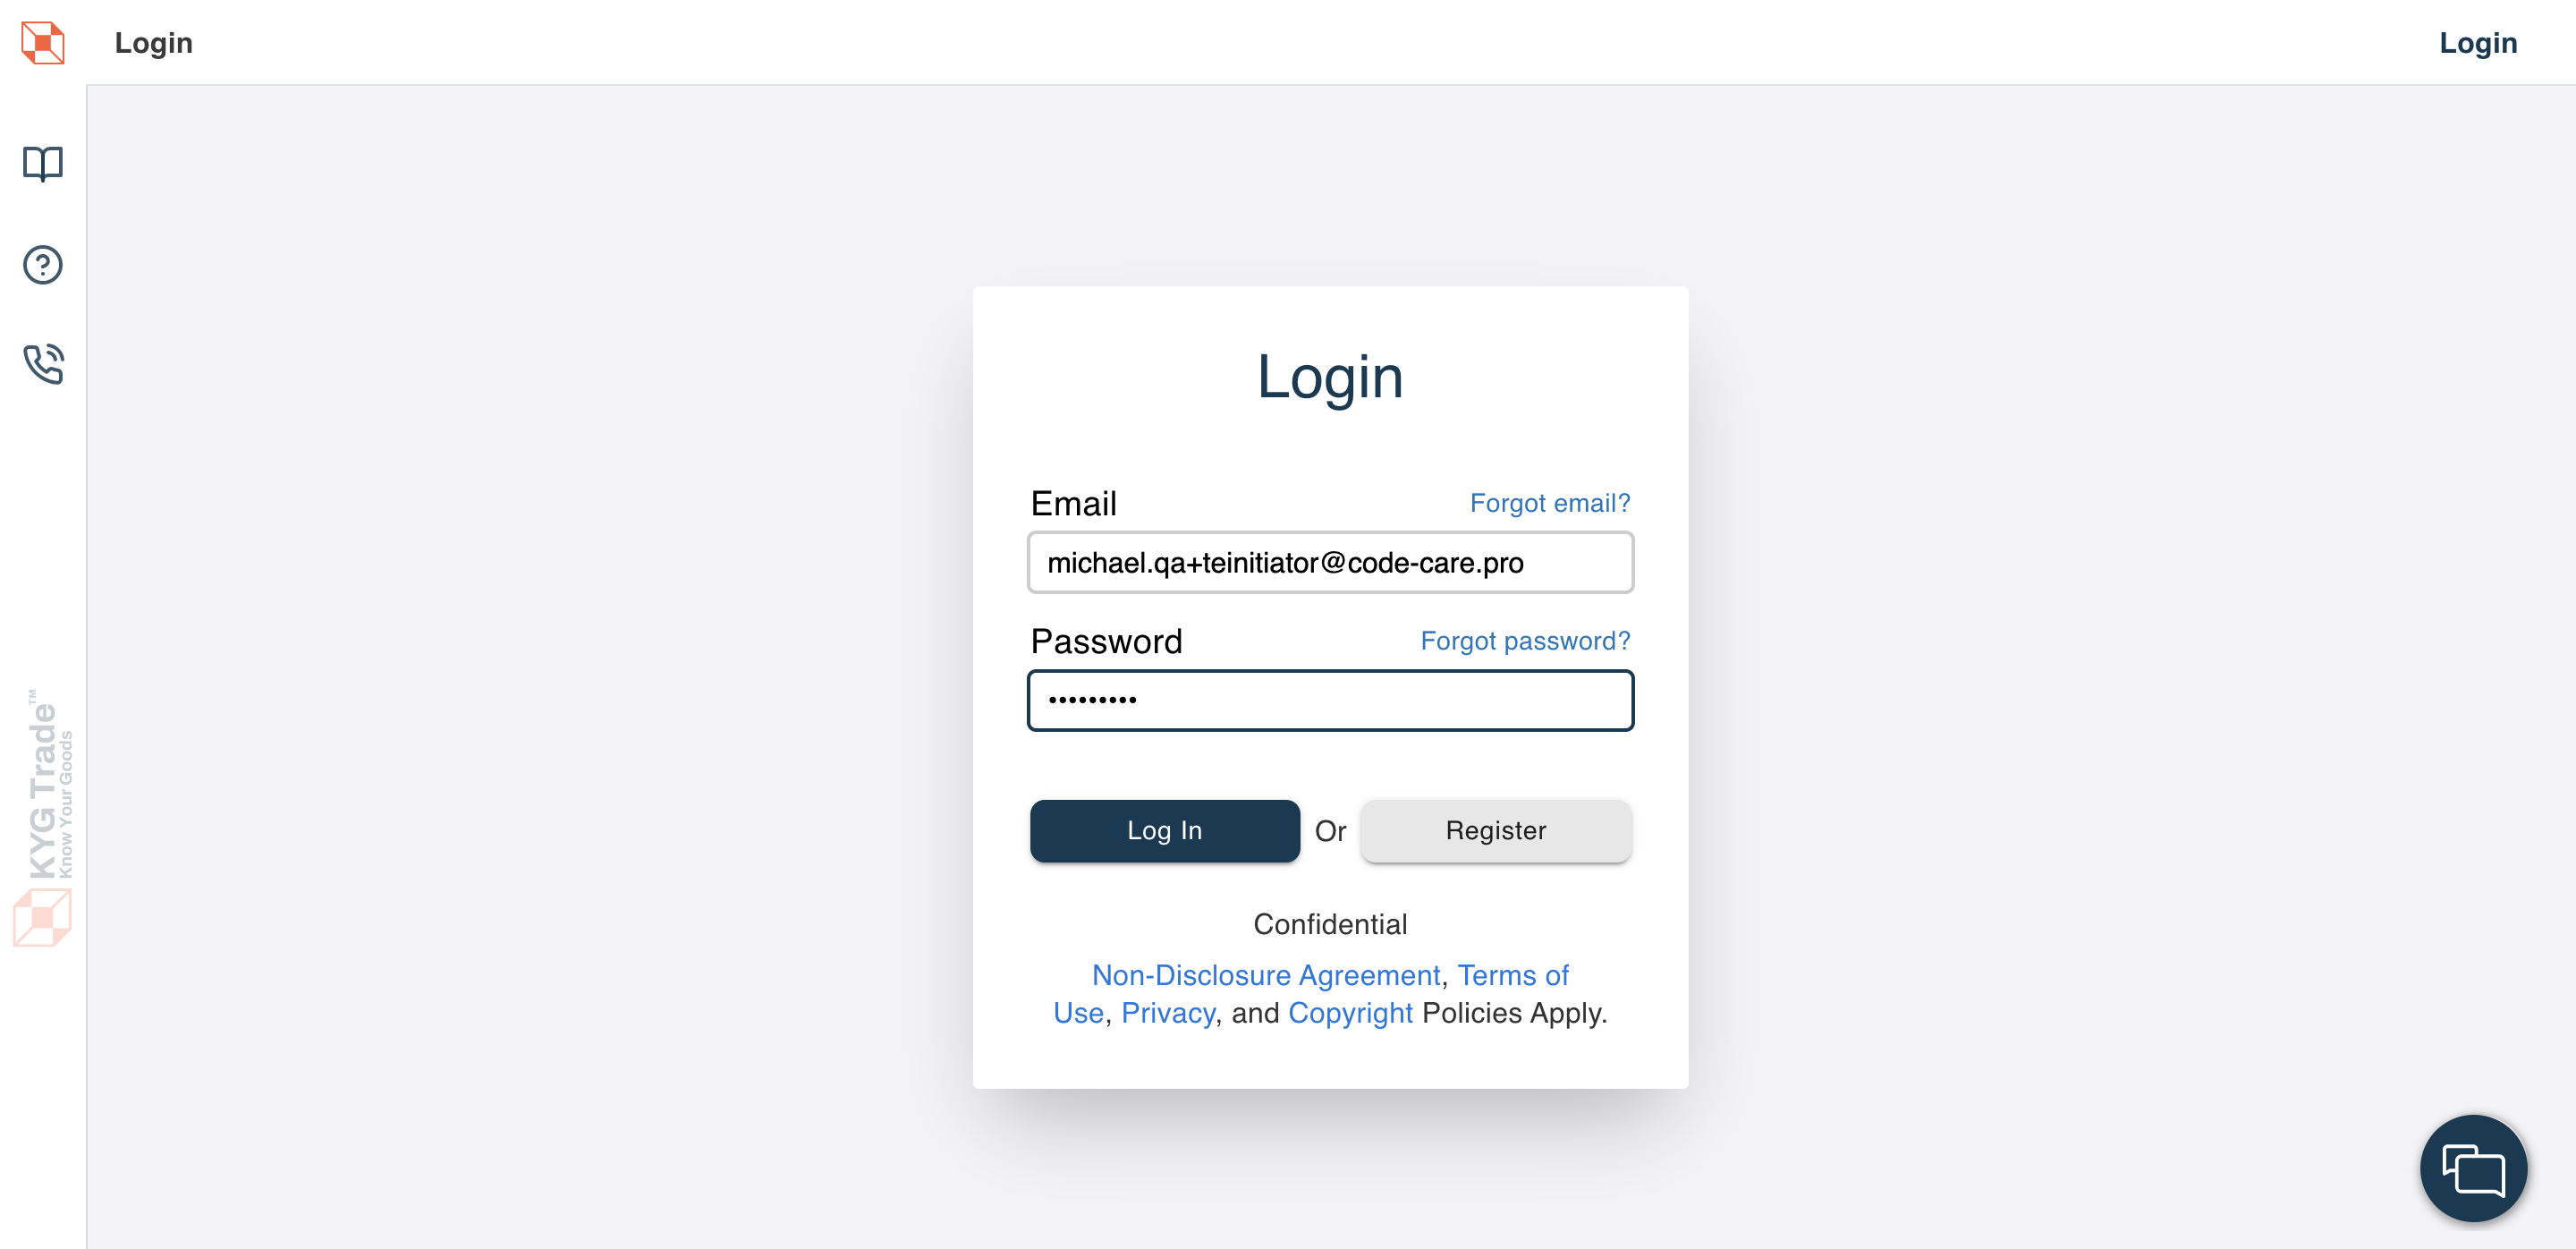 Login
Login
Login
Email
Forgot email?
michael.qa+teinitiator@code-care.pro
Password
Forgot password?
•••••••••
Log In
Or
Register
Confidential
Non-Disclosure Agreement, Terms of
Use, Privacy, and Copyright Policies Apply.
KYG Trade™
Know Your Goods